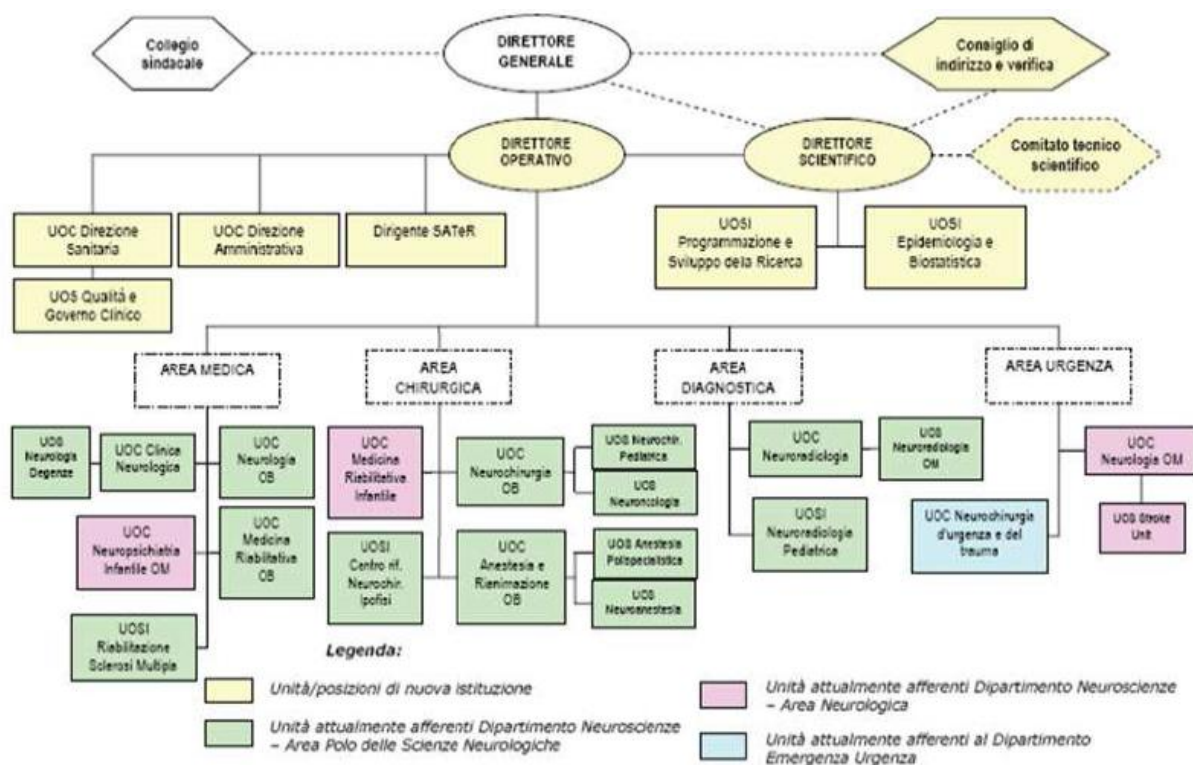 Collegio
sindacale
DIRETTORE
GENERALE
Consiglio di
indirizzo e verifica
DIRETTORE
OPERATIVO
DIRETTORE
SCIENTIFICO
Comitato tecnico
scientifico
UOC Direzione
Sanitaria
UOC Direzione
Amministrativa
Dirigente SATeR
UOSI
Programmazione e
Sviluppo della Ricerca
UOSI
Epidemiologia e
Biostatistica
UOS Qualità e
Governo Clinico
AREA MEDICA
AREA
CHIRURGICA
AREA
DIAGNOSTICA
AREA URGENZA
UOS
Neurologia
Degenze
UOC Clinica
Neurologica
UOC
Neurologia
OB
UOC
Neuropsichiatria
Infantile OM
UOC
Medicina
Riabilitativa
OB
UOSI
Riabilitazione
Sclerosi Multipla
UOC
Medicina
Riabilitativa
Infantile
UOC
Neurochirurgia
OB
UOS Neurochir.
Pediatrica
UOS
Neuroncologia
UOSI
Centro rif.
Neurochir.
Ipofisi
UOC
Anestesia e
Rianimazione
OB
UOS Anestesia
Polispecialistica
UOS
Neuroanestesia
UOC
Neuroradiologia
UOS
Neuroradiologia
OM
UOSI
Neuroradiologia
Pediatrica
UOC
Neurologia OM
UOC Neurochirurgia
d'urgenza e del
trauma
UOS Stroke
Unit
Legenda:
Unità/posizioni di nuova istituzione
Unità attualmente afferenti Dipartimento Neuroscienze
– Area Polo delle Scienze Neurologiche
Unità attualmente afferenti Dipartimento Neuroscienze
– Area Neurologica
Unità attualmente afferenti al Dipartimento
Emergenza Urgenza